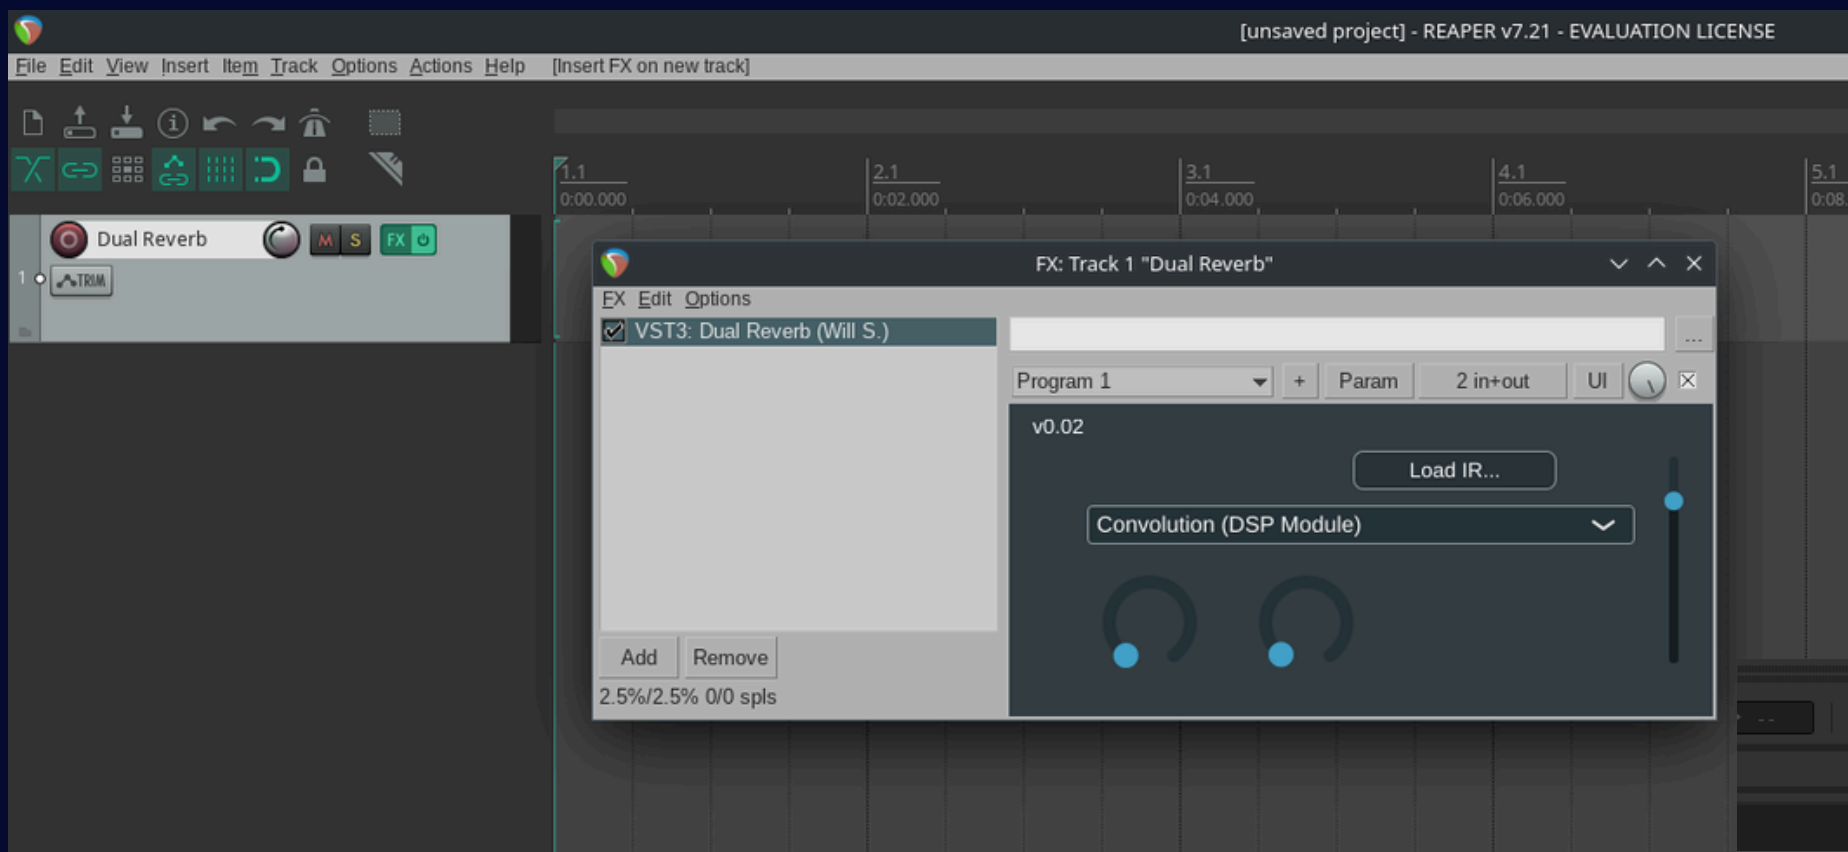 [unsaved project] - REAPER v7.21 - EVALUATION LICENSE
File Edit View Insert Item Track Options Actions Help [Insert FX on new track]
1.1 2.1 3.1 4.1 5.1
0:00.000 0:02.000 0:04.000 0:06.000 0:08.
Dual Reverb M S FX
1 TRIM
FX: Track 1 "Dual Reverb"
FX Edit Options
VST3: Dual Reverb (Will S.)
...
Program 1 + Param 2 in+out UI
v0.02
Load IR...
Convolution (DSP Module)
Add Remove
2.5%/2.5% 0/0 spls
--